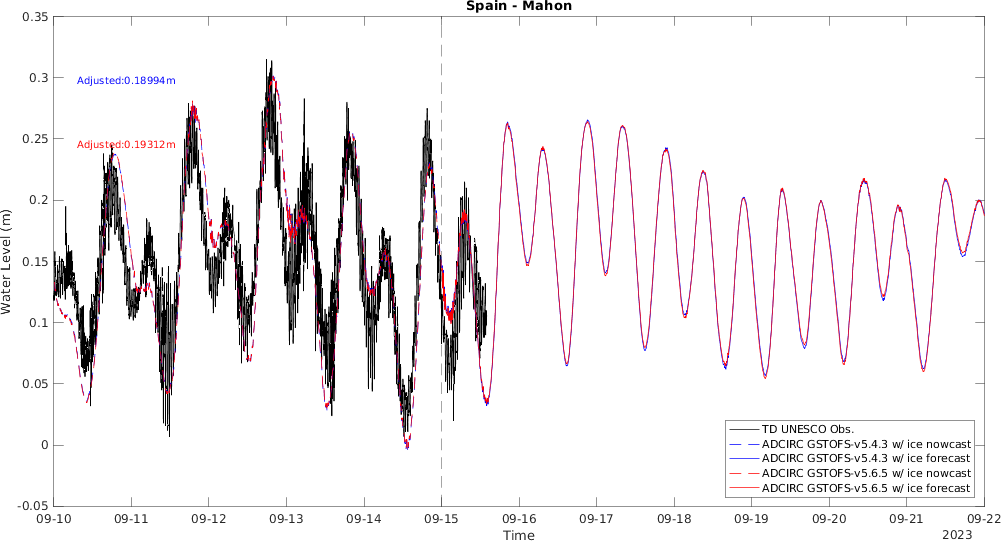 Spain - Mahon
0.35
0.3
0.25
0.2
0.15
0.1
0.05
0
-0.05
Water Level (m)
Adjusted:0.18994m
Adjusted:0.19312m
TD UNESCO Obs.
ADCIRC GSTOFS-v5.4.3 w/ ice nowcast
ADCIRC GSTOFS-v5.4.3 w/ ice forecast
ADCIRC GSTOFS-v5.6.5 w/ ice nowcast
ADCIRC GSTOFS-v5.6.5 w/ ice forecast
09-10 09-11 09-12 09-13 09-14 09-15 09-16 09-17 09-18 09-19 09-20 09-21 09-22
Time
2023